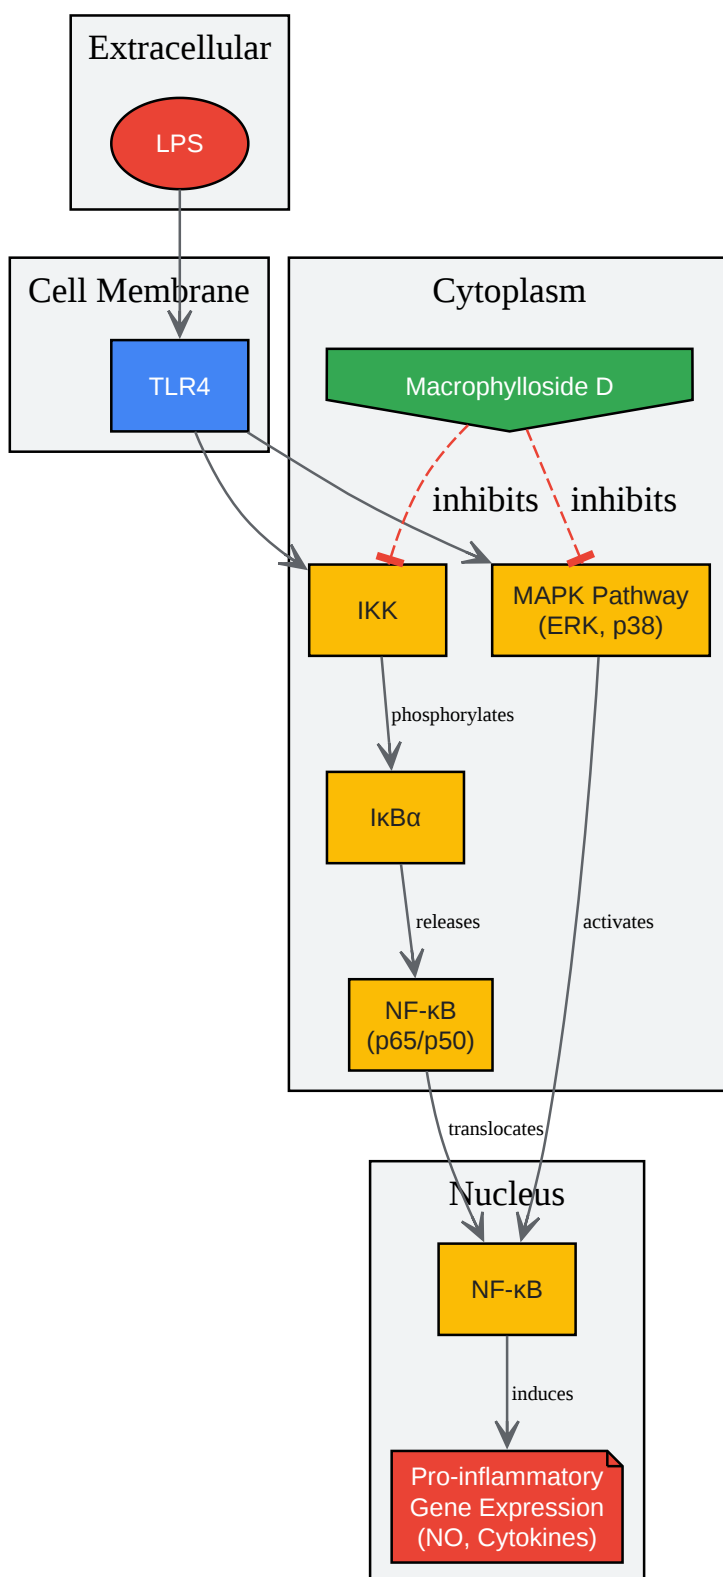 Extracellular
LPS
Cell Membrane
TLR4
Cytoplasm
Macrophylloside D
inhibits
inhibits
IKK
MAPK Pathway
(ERK, p38)
phosphorylates
IκBα
releases
activates
NF-κB
(p65/p50)
translocates
Nucleus
NF-κB
induces
Pro-inflammatory
Gene Expression
(NO, Cytokines)